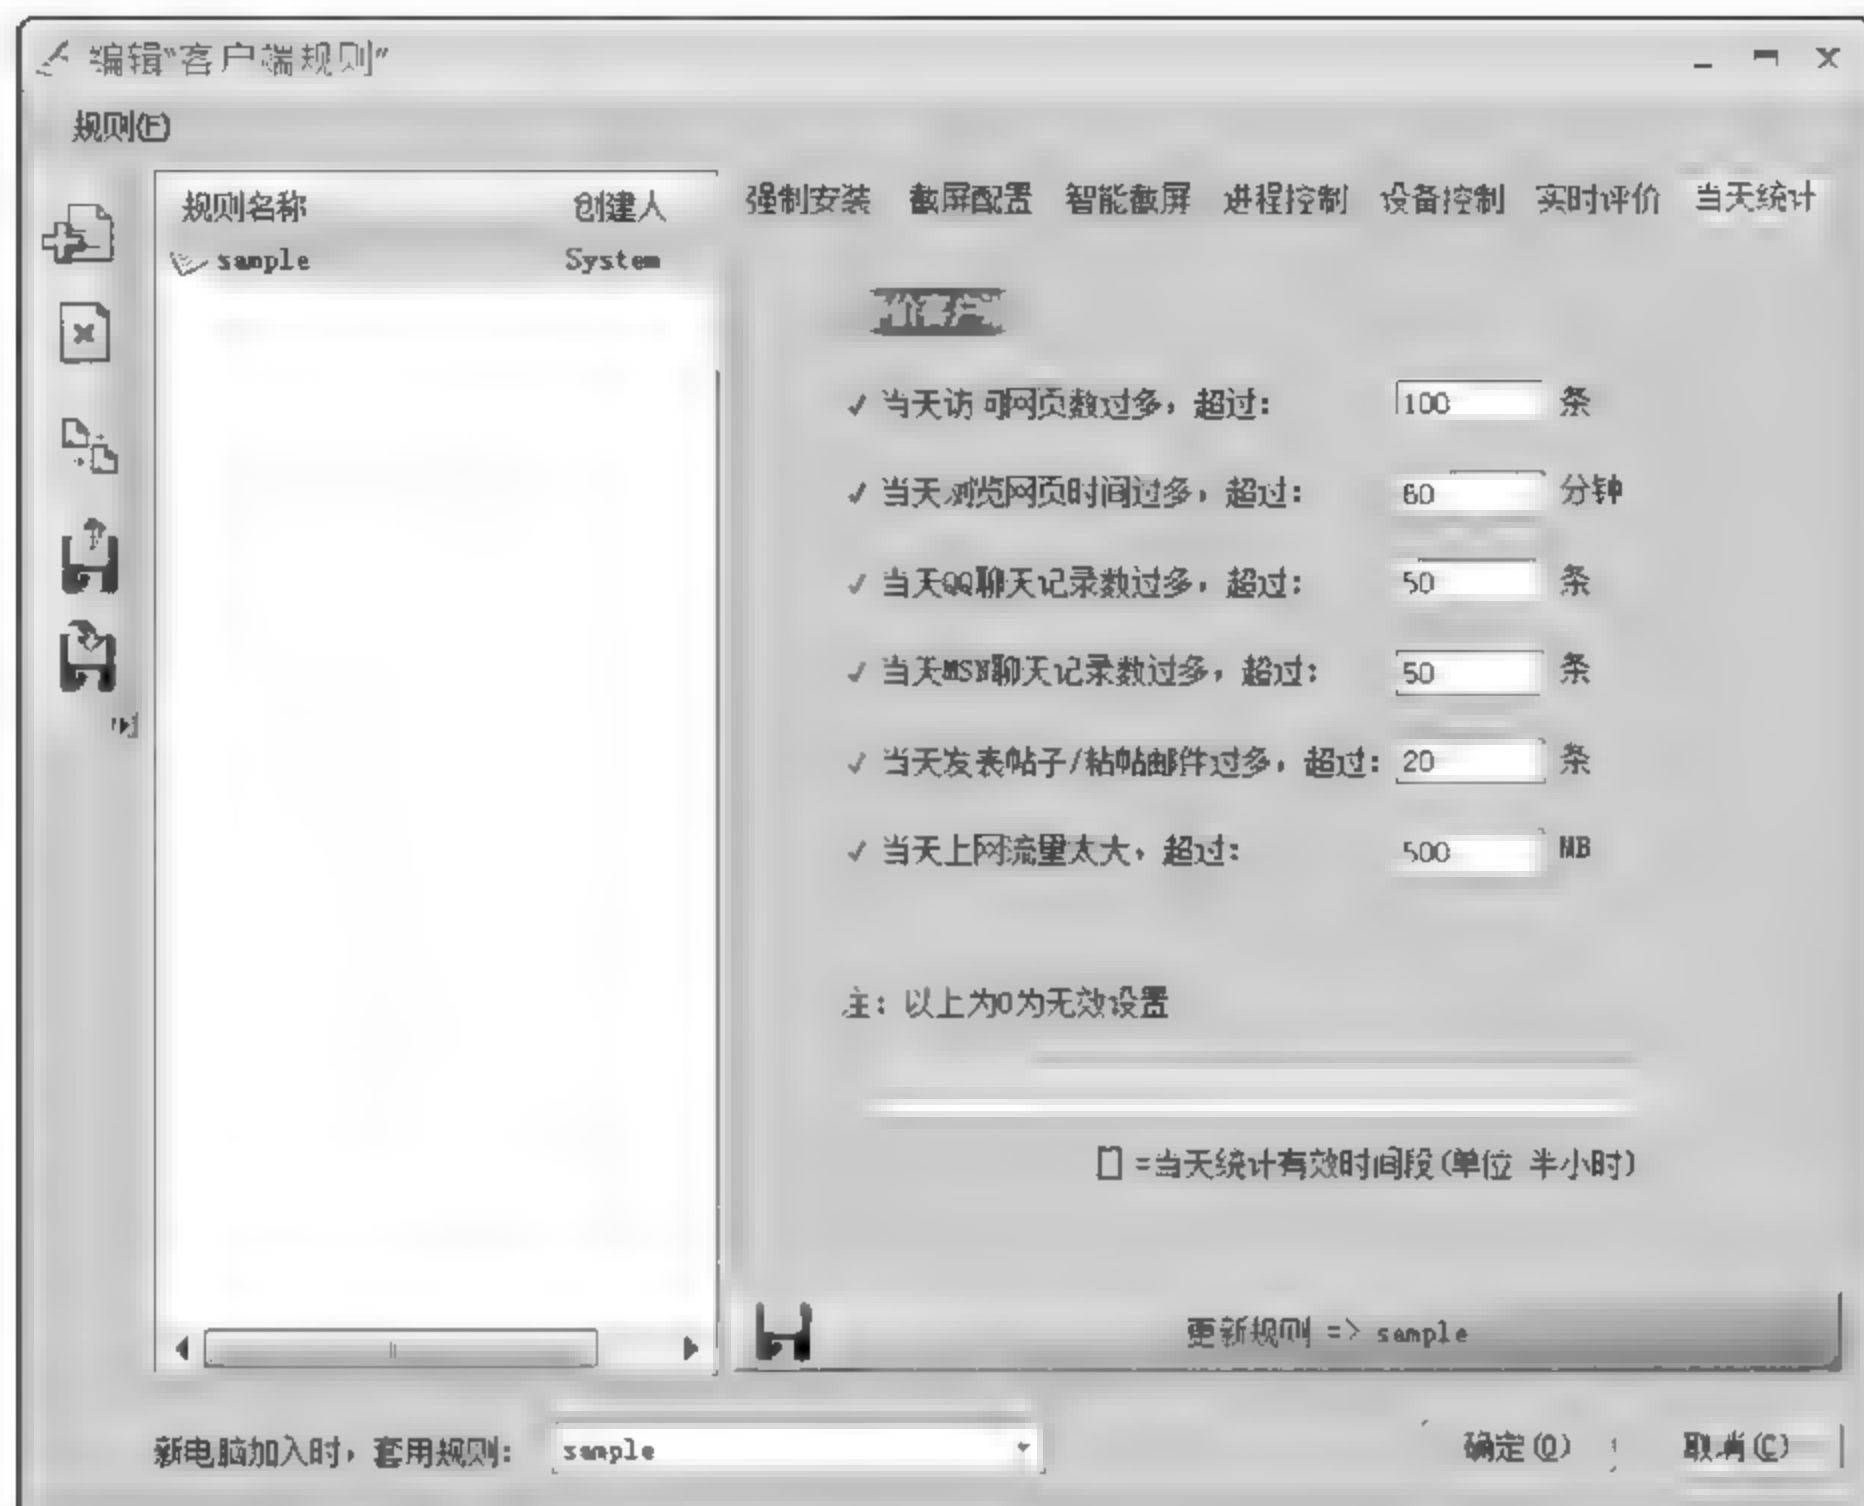 编辑“客户端规则”
规则(F)
规则名称 创建人
sample System
强制安装 截屏配置 智能截屏 进程控制 设备控制 实时评价 当天统计
价客户
当天访问网页数过多，超过： 100 条
当天浏览网页时间过多，超过： 60 分钟
当天QQ聊天记录数过多，超过： 50 条
当天MSN聊天记录数过多，超过： 50 条
当天发表帖子/粘帖邮件过多，超过： 20 条
当天上网流量太大，超过： 500 MB
注：以上为0为无效设置
=当天统计有效时间段(单位 半小时)
更新规则 => sample
新电脑加入时，套用规则： sample
确定(O) 取消(C)